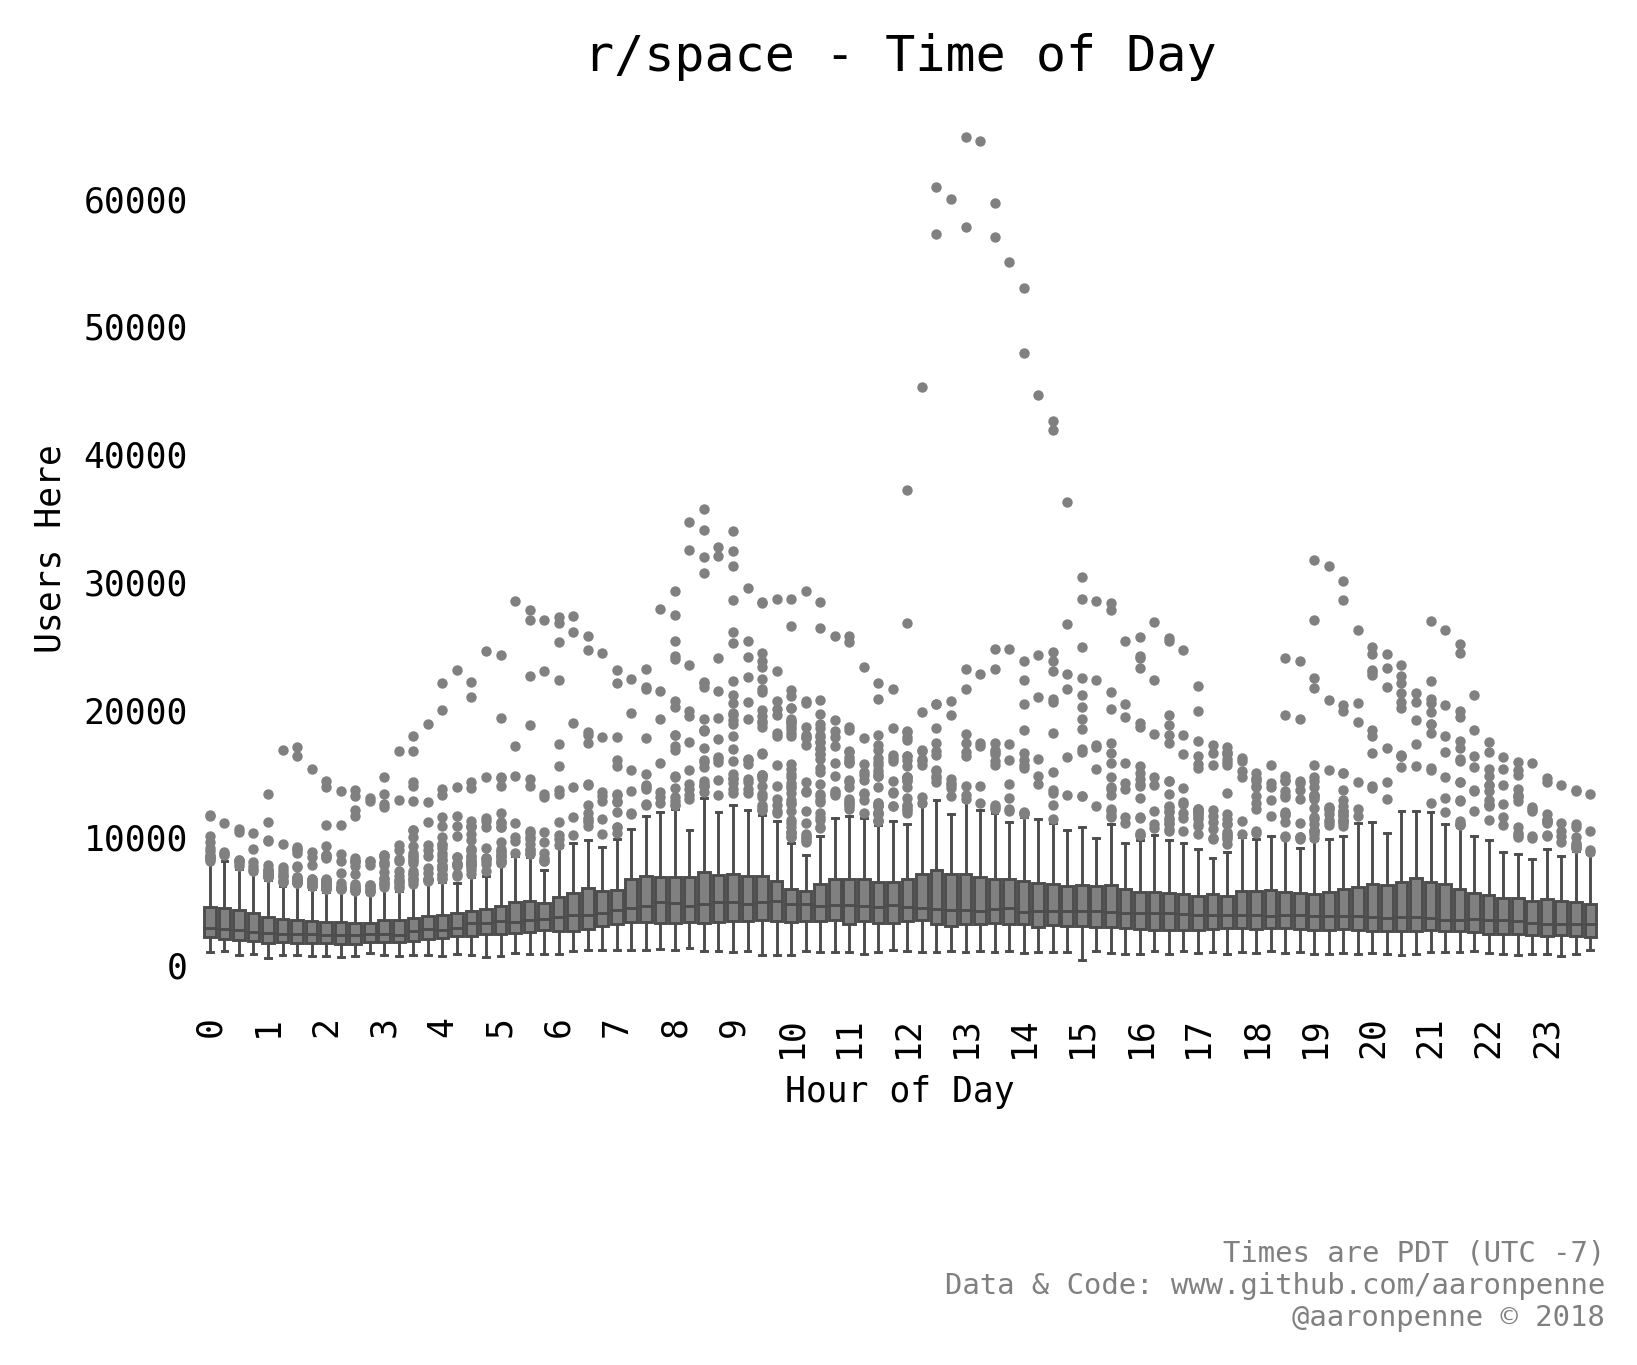 r/space - Time of Day
60000
50000
40000
30000
20000
10000
0
Users Here
0 1 2 3 4 5 6 7 8 9 10 11 12 13 14 15 16 17 18 19 20 21 22 23
Hour of Day
Times are PDT (UTC -7)
Data & Code: www.github.com/aaronpenne
@aaronpenne © 2018